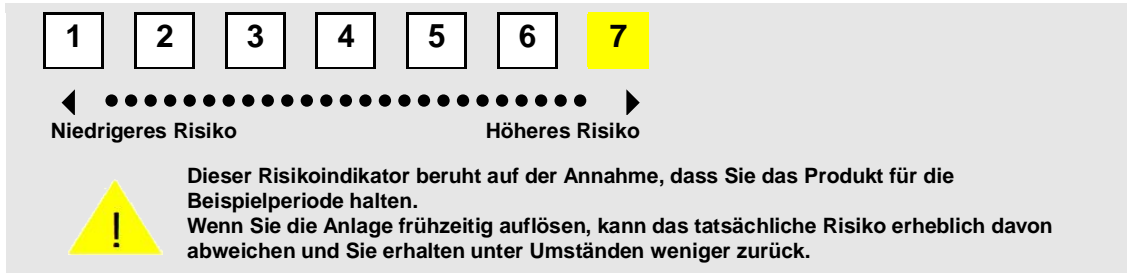 1 2 3 4 5 6 7
Niedrigeres Risiko Höheres Risiko
Dieser Risikoindikator beruht auf der Annahme, dass Sie das Produkt für die
Beispielperiode halten.
Wenn Sie die Anlage frühzeitig auflösen, kann das tatsächliche Risiko erheblich davon
abweichen und Sie erhalten unter Umständen weniger zurück.
!